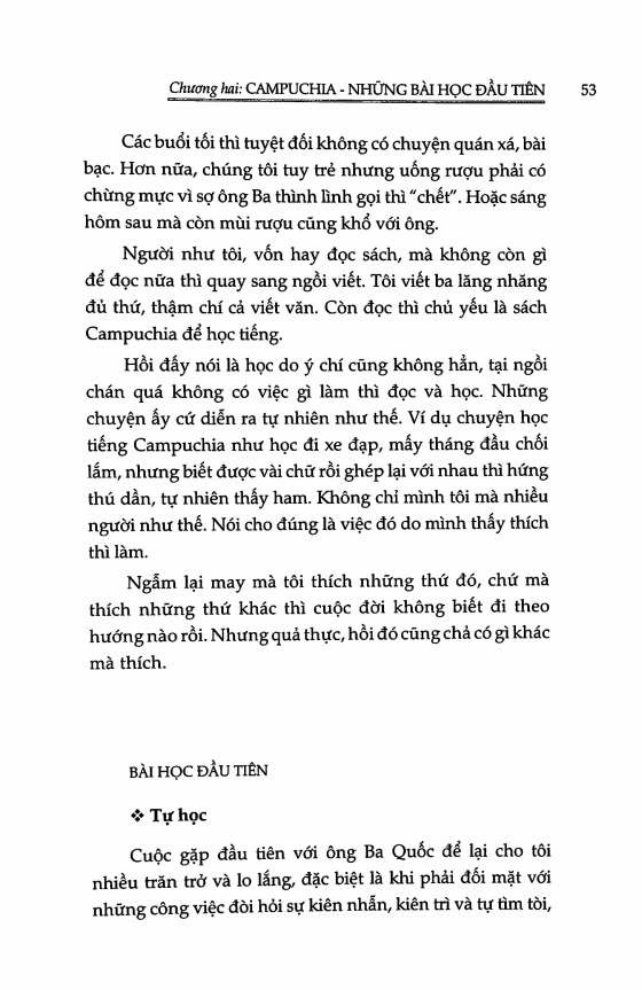 Chương hai: CAMPUCHIA - NHỮNG BÀI HỌC ĐẦU TIÊN 53
Các buổi tối thì tuyệt đối không có chuyện quán xá, bài
bạc. Hơn nữa, chúng tôi tuy trẻ nhưng uống rượu phải có
chừng mực vì sợ ông Ba thình lình gọi thì "chết". Hoặc sáng
hôm sau mà còn mùi rượu cũng khổ với ông.
Người như tôi, vốn hay đọc sách, mà không còn gì
để đọc nữa thì quay sang ngồi viết. Tôi viết ba lăng nhăng
đủ thứ, thậm chí cả viết văn. Còn đọc thì chủ yếu là sách
Campuchia để học tiếng.
Hồi đấy nói là học do ý chí cũng không hẳn, tại ngồi
chán quá không có việc gì làm thì đọc và học. Những
chuyện ấy cứ diễn ra tự nhiên như thế. Ví dụ chuyện học
tiếng Campuchia như học đi xe đạp, mấy tháng đầu chối
lắm, nhưng biết được vài chữ rồi ghép lại với nhau thì hứng
thú dần, tự nhiên thấy ham. Không chỉ mình tôi mà nhiều
người như thế. Nói cho đúng là việc đó do mình thấy thích
thì làm.
Ngẫm lại may mà tôi thích những thứ đó, chứ mà
thích những thứ khác thì cuộc đời không biết đi theo
hướng nào rồi. Nhưng quả thực, hồi đó cũng chả có gì khác
mà thích.
BÀI HỌC ĐẦU TIÊN
❖ Tự học
Cuộc gặp đầu tiên với ông Ba Quốc để lại cho tôi
nhiều trăn trở và lo lắng, đặc biệt là khi phải đối mặt với
những công việc đòi hỏi sự kiên nhẫn, kiên trì và tự tìm tòi,